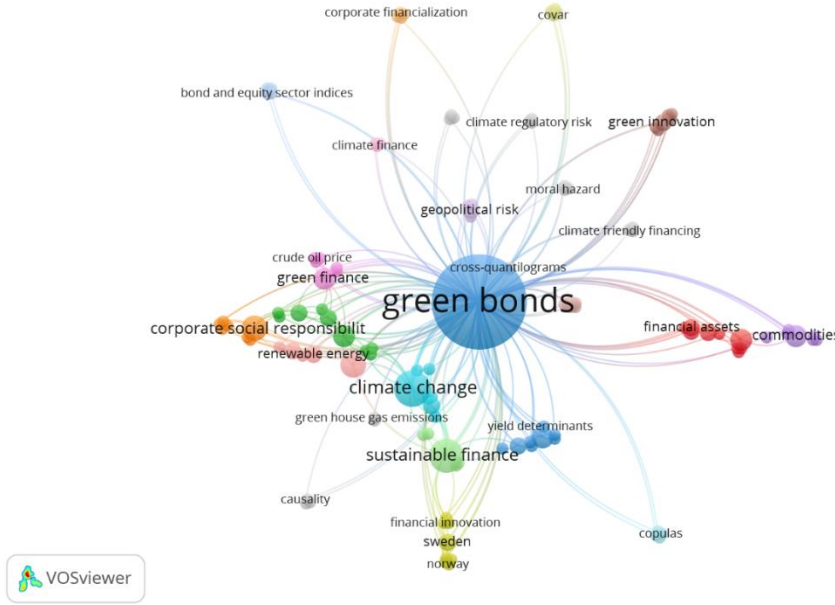 corporate financialization
covar
bond and equity sector indices
climate regulatory risk
green innovation
climate finance
moral hazard
geopolitical risk
climate friendly financing
crude oil price
cross-quantilograms
green finance
green bonds
corporate social responsibilit
financial assets
commodities
renewable energy
climate change
green house gas emissions
yield determinants
sustainable finance
causality
financial innovation
copulas
sweden
norway
VOSviewer